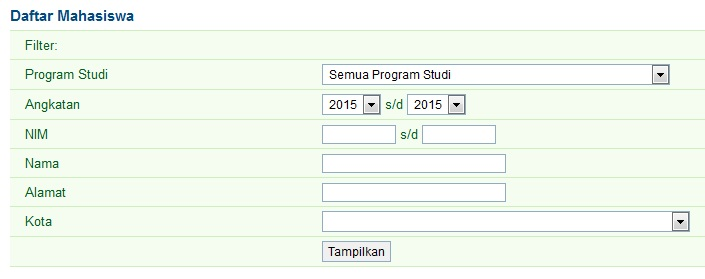 Daftar Mahasiswa
Filter:
Program Studi Semua Program Studi
Angkatan 2015 s/d 2015
NIM s/d
Nama
Alamat
Kota
Tampilkan